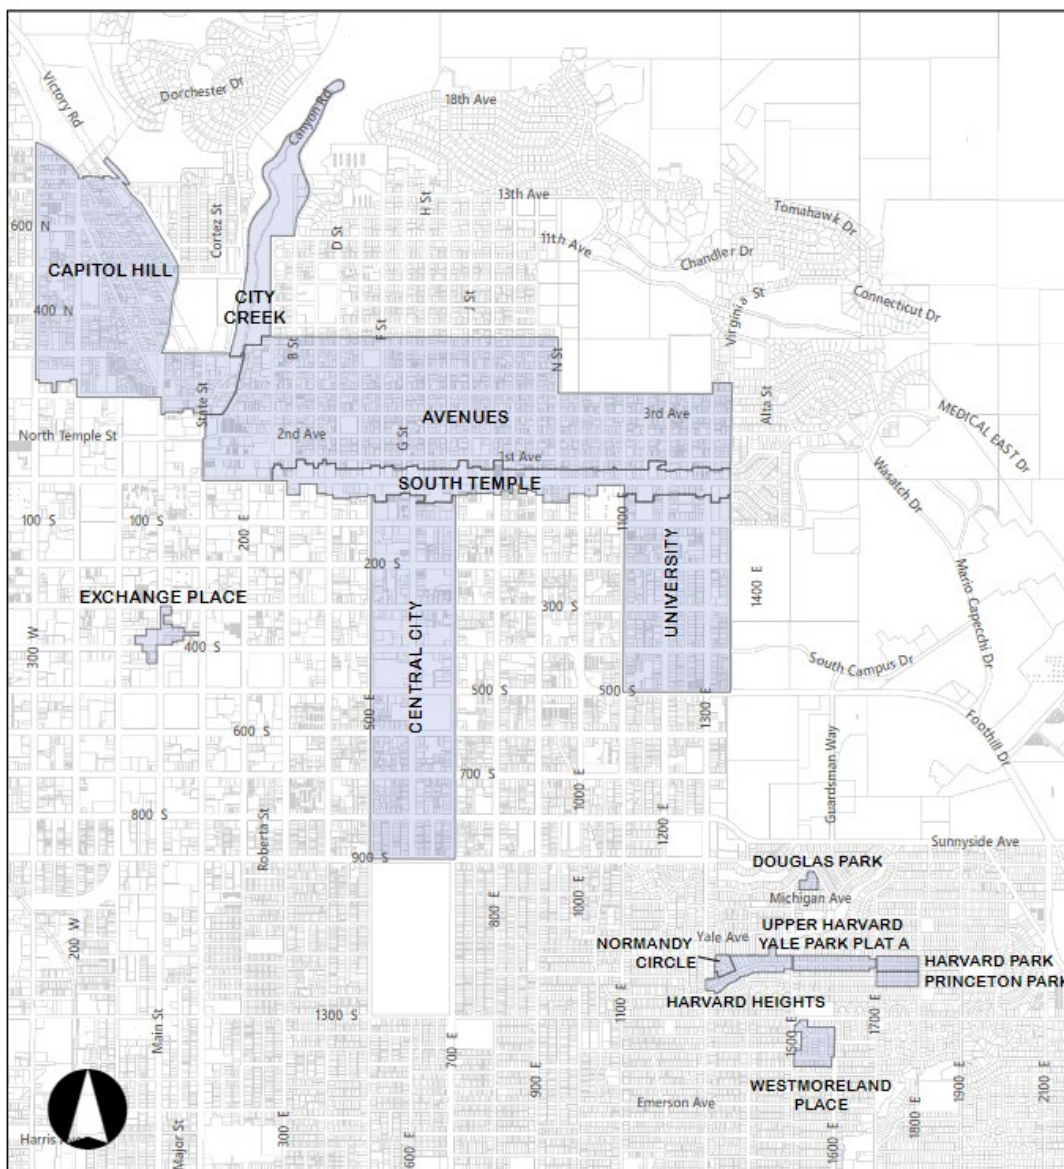 Victory Rd
Dorchester Dr
Canyon Rd
18th Ave
13th Ave
H St
600 N
Cortez St
D St
11th Ave
Tomahawk Dr
Chandler Dr
CAPITOL HILL
CITY
CREEK
J St
Connecticut Dr
400 N
Virginia St
F St
B St
N St
State St
AVENUES
3rd Ave
Alta St
MEDICAL EAST DR
North Temple St
2nd Ave
G St
1st Ave
Wasatch Dr
SOUTH TEMPLE
100 S
100 S
200 E
1100 E
200 S
UNIVERSITY
1400 E
Mario Capecchi Dr
EXCHANGE PLACE
300 S
300 W
400 S
CENTRAL CITY
South Campus Dr
500 E
500 S
500 S
1300 E
600 S
Foothill Dr
700 S
1000 E
Guardsman Way
800 S
Roberta St
1200 E
Sunnyside Ave
900 S
DOUGLAS PARK
Michigan Ave
1000 E
800 E
200 W
UPPER HARVARD
YALE PARK PLAT A
Yale Ave
NORMANDY
CIRCLE
HARVARD PARK
PRINCETON PARK
HARVARD HEIGHTS
1100 E
1700 E
1300 S
Main St
1500 E
700 E
900 E
WESTMORELAND
PLACE
1900 E
2100 E
Emerson Ave
1800 E
300 E
Harris
Major St
600 E
1600 E